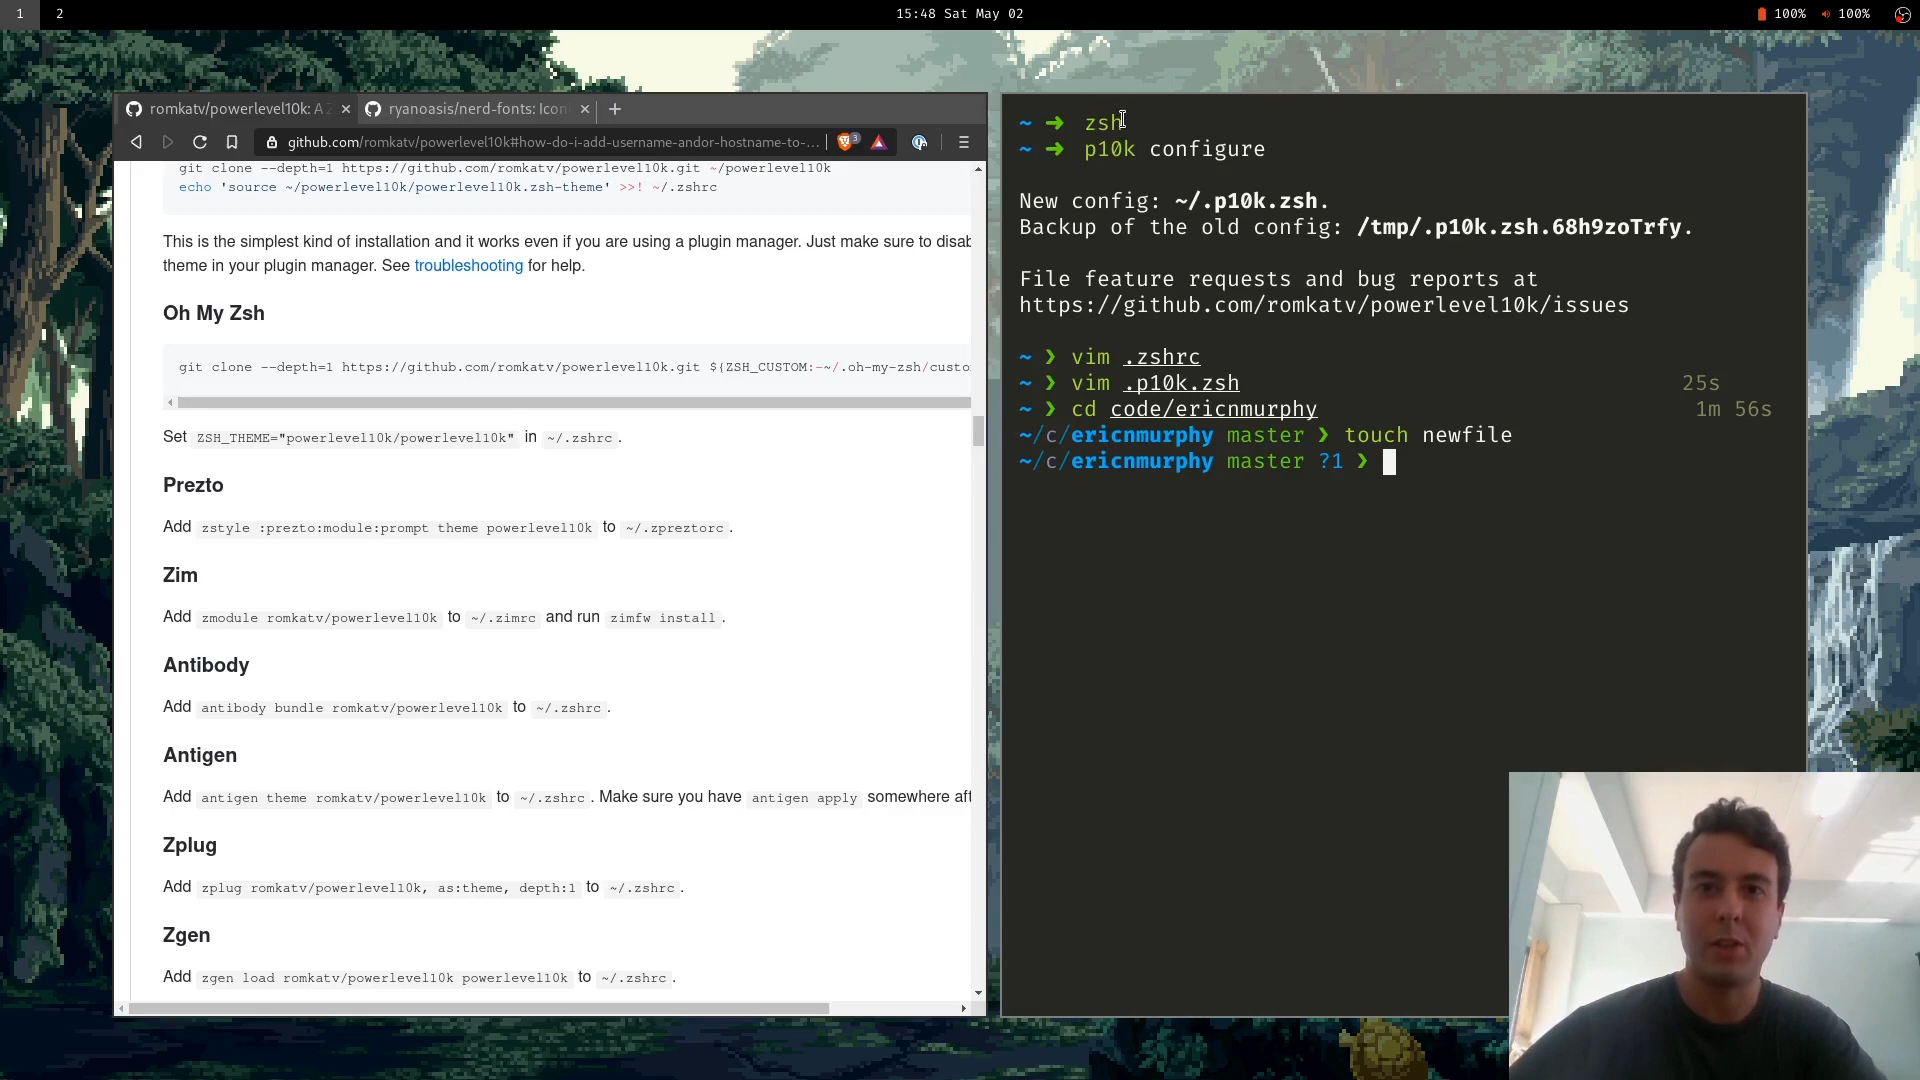 1 2 15:48 Sat May 02 100% 100%
romkatv/powerlevel10k: A Z ryanoasis/nerd-fonts: Icon
github.com/romkatv/powerlevel10k#how-do-i-add-username-andor-hostname-to-... 3
git clone --depth=1 https://github.com/romkatv/powerlevel10k.git ~/powerlevel10k
echo 'source ~/powerlevel10k/powerlevel10k.zsh-theme' >>! ~/.zshrc
This is the simplest kind of installation and it works even if you are using a plugin manager. Just make sure to disab
theme in your plugin manager. See troubleshooting for help.
Oh My Zsh
git clone --depth=1 https://github.com/romkatv/powerlevel10k.git ${ZSH_CUSTOM:-~/.oh-my-zsh/custo
Set ZSH_THEME="powerlevel10k/powerlevel10k" in ~/.zshrc.
Prezto
Add zstyle :prezto:module:prompt theme powerlevel10k to ~/.zpreztorc.
Zim
Add zmodule romkatv/powerlevel10k to ~/.zimrc and run zimfw install.
Antibody
Add antibody bundle romkatv/powerlevel10k to ~/.zshrc.
Antigen
Add antigen theme romkatv/powerlevel10k to ~/.zshrc. Make sure you have antigen apply somewhere aft
Zplug
Add zplug romkatv/powerlevel10k, as:theme, depth:1 to ~/.zshrc.
Zgen
Add zgen load romkatv/powerlevel10k powerlevel10k to ~/.zshrc.
~ ➜ zsh
~ ➜ p10k configure
New config: ~/.p10k.zsh.
Backup of the old config: /tmp/.p10k.zsh.68h9zoTrfy.
File feature requests and bug reports at
https://github.com/romkatv/powerlevel10k/issues
~ ❯ vim .zshrc
~ ❯ vim .p10k.zsh 25s
~ ❯ cd code/ericnmurphy 1m 56s
~/c/ericnmurphy master ❯ touch newfile
~/c/ericnmurphy master ?1 ❯